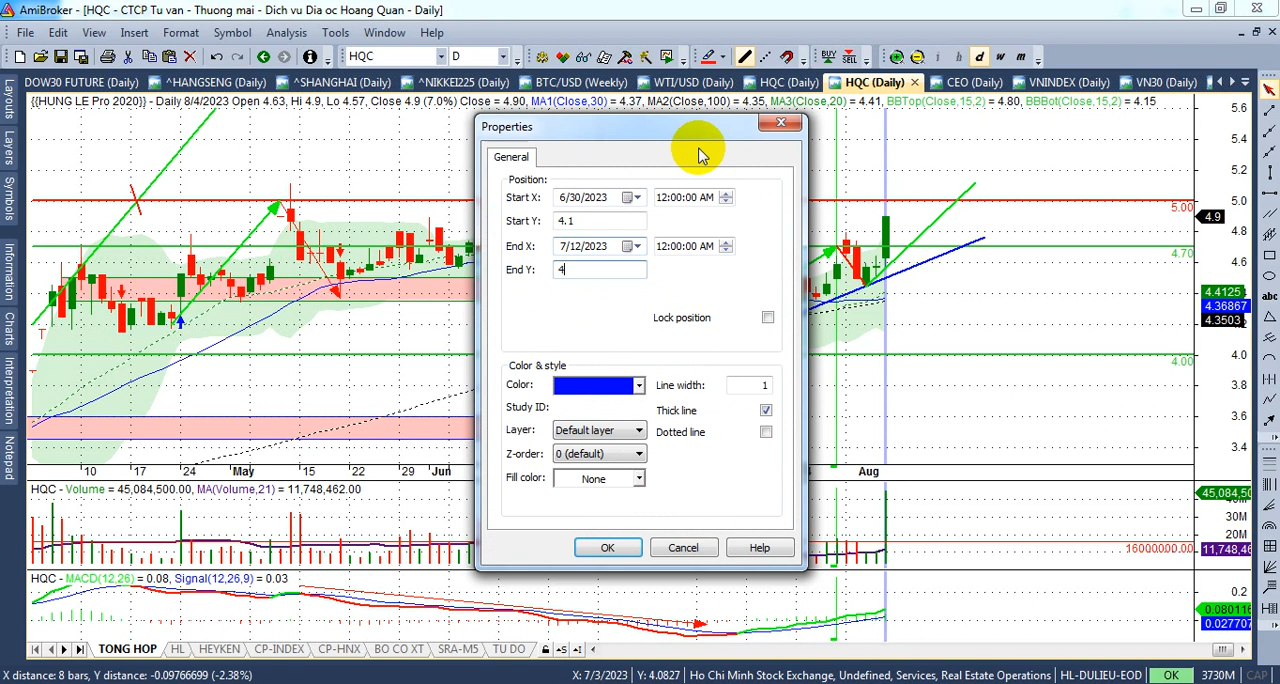 AmiBroker - [HQC - CTCP Tu van - Thuong mai - Dich vu Dia oc Hoang Quan - Daily]
File Edit View Insert Format Tools Symbol Analysis Tools Window Help
HQC D BUY SELL i h d w m
DOW30 FUTURE (Daily) ^HANGSENG (Daily) ^SHANGHAI (Daily) ^NIKKEI225 (Daily) BTC/USD (Weekly) WTI/USD (Daily) HQC (Daily) HQC (Daily) CEO (Daily) VNINDEX (Daily) VN30 (Daily)
{{HUNG LE Pro 2020}} - Daily 8/4/2023 Open 4.63, Hi 4.9, Lo 4.57, Close 4.9 (7.0%) Close = 4.90, MA1(Close,30) = 4.37, MA2(Close,100) = 4.35, MA3(Close,20) = 4.41, BBTop(Close,15,2) = 4.80, BBBot(Close,15,2) = 4.15
Layouts
Layers
Symbols
Information
Charts
Interpretation
Notepad
Properties
General
Position:
Start X: 6/30/2023 12:00:00 AM
Start Y: 4.1
End X: 7/12/2023 12:00:00 AM
End Y: 4
Lock position
Color & style
Color: Line width: 1
Study ID: Thick line
Layer: Default layer Dotted line
Z-order: 0 (default)
Fill color: None
OK Cancel Help
5.6
5.4
5.2
5.0
5.00
4.9
4.8
4.70
4.6
4.4125
4.36867
4.3503
4.2
4.00
4.0
3.8
3.6
3.4
10 17 24 May 15 22 29 Jun Aug
HQC - Volume = 45,084,500.00, MA(Volume,21) = 11,748,462.00
45,084,50
30M
20M
16000000.00
11,748,46
HQC - MACD(12,26) = 0.08, Signal(12,26,9) = 0.03
0.2
0.080116
0.027707
TONG HOP HL HEYKEN CP-INDEX CP-HNX BO CO XT SRA-M5 TU DO
X distance: 8 bars, Y distance: -0.09766699 (-2.38%) X: 7/3/2023 Y: 4.0827 Ho Chi Minh Stock Exchange, Undefined, Services, Real Estate Operations HL-DULIEU-EOD OK 3730M CAP
abc